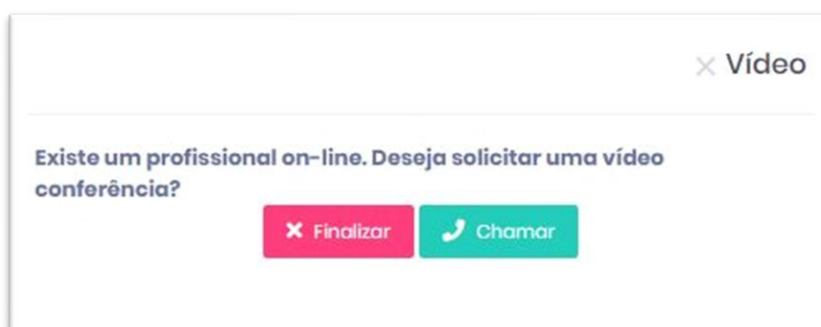 Vídeo
Existe um profissional on-line. Deseja solicitar uma vídeo
conferência?
Finalizar
Chamar